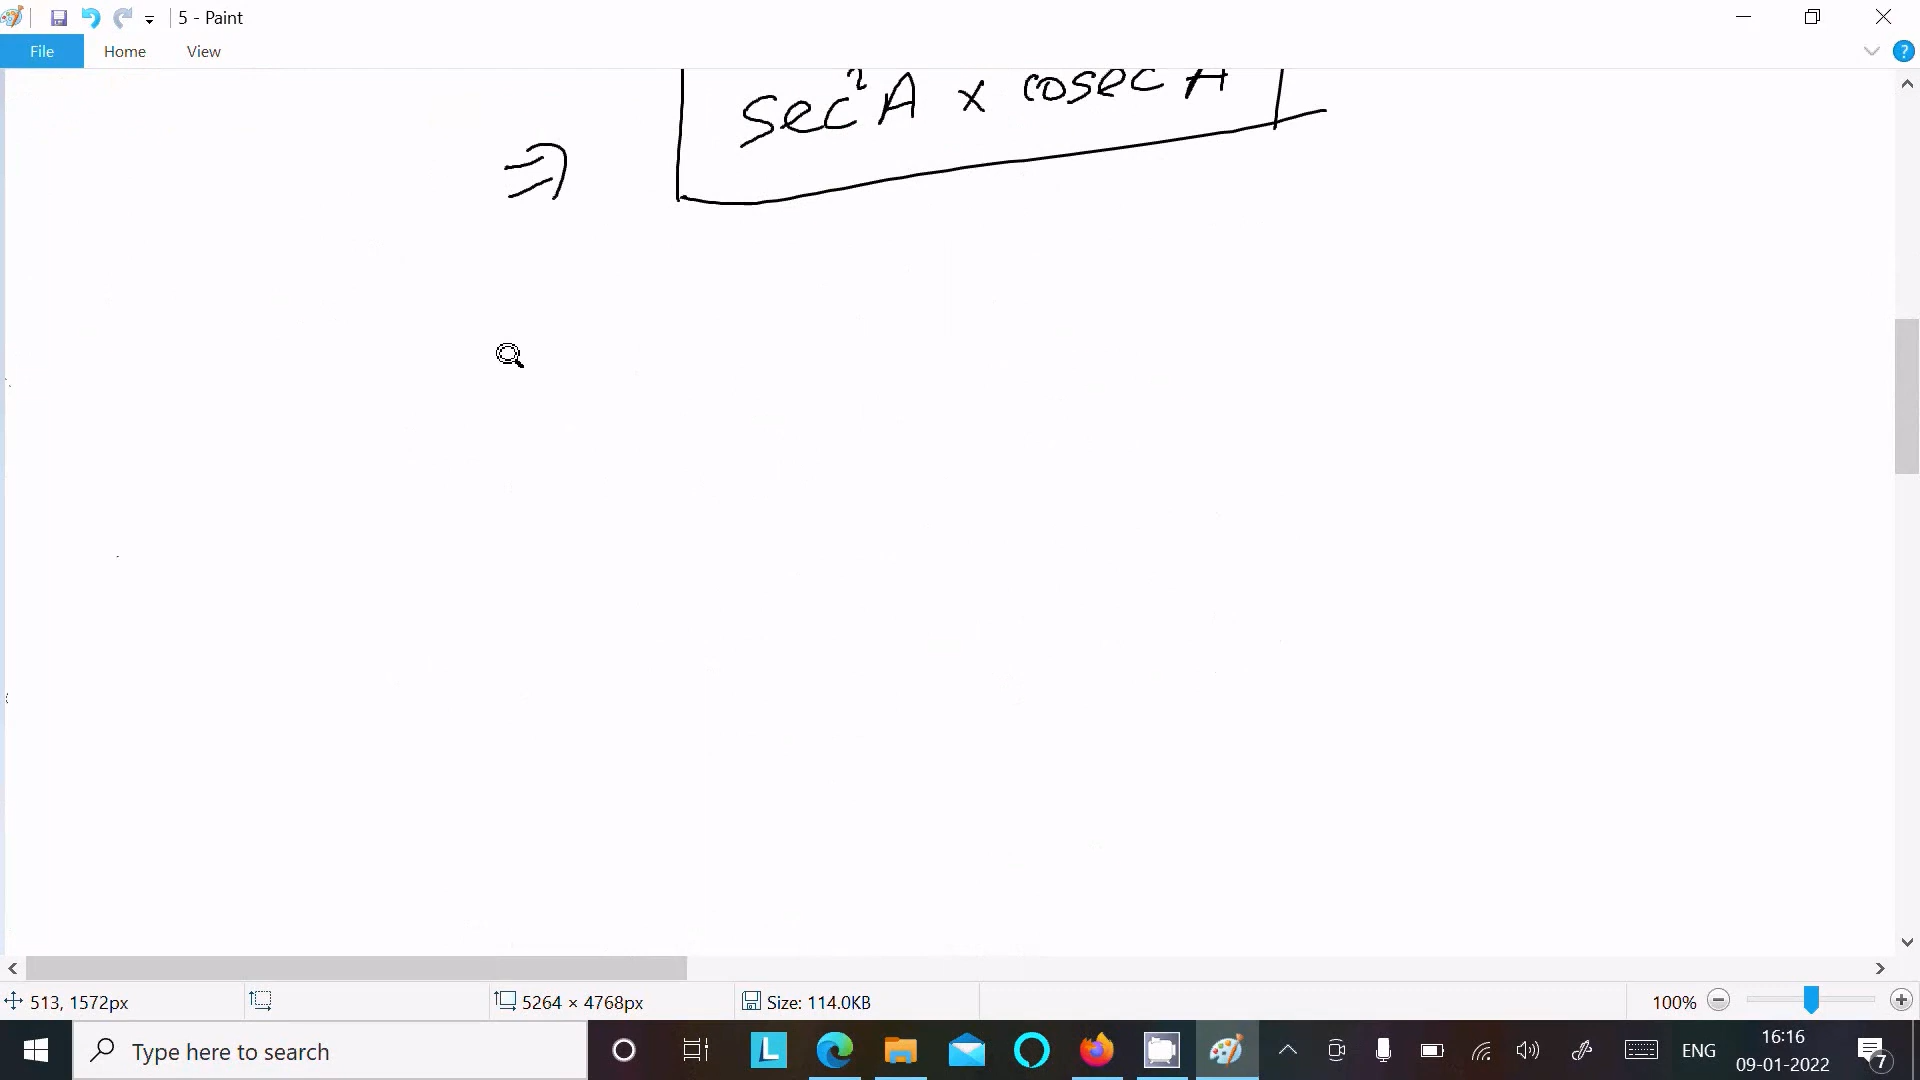 5 - Paint
File Home View
sec²A × cosec A
⇒
513, 1572px 5264 × 4768px Size: 114.0KB 100%
Type here to search
L
ENG
16:16
09-01-2022
7